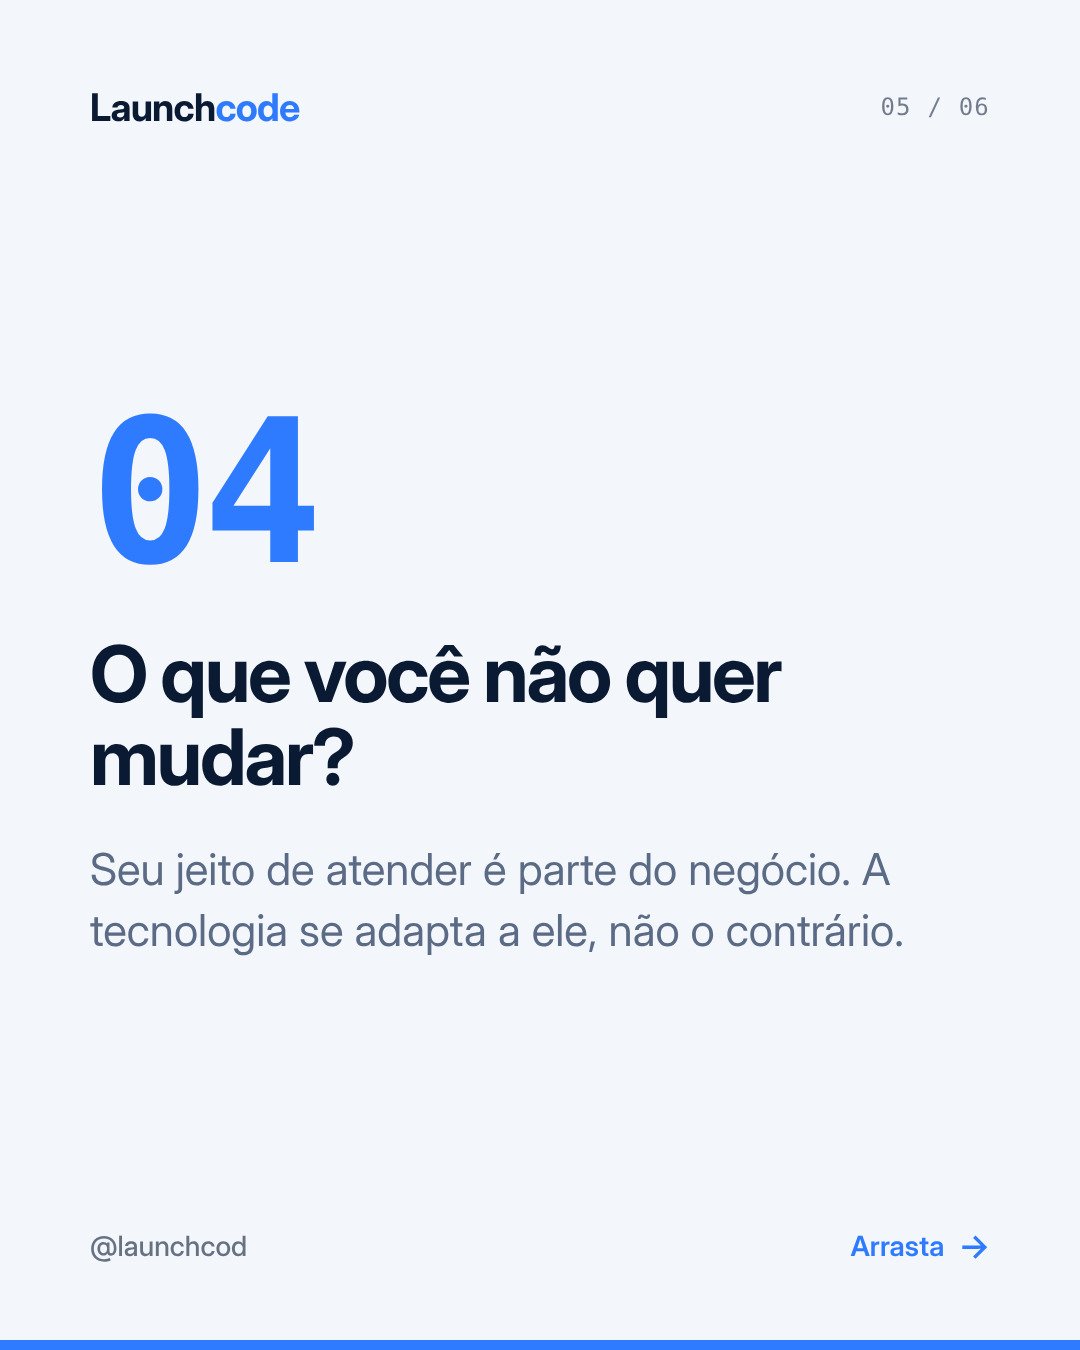 Launchcode
05 / 06
04
O que você não quer
mudar?
Seu jeito de atender é parte do negócio. A
tecnologia se adapta a ele, não o contrário.
@launchcod
Arrasta →